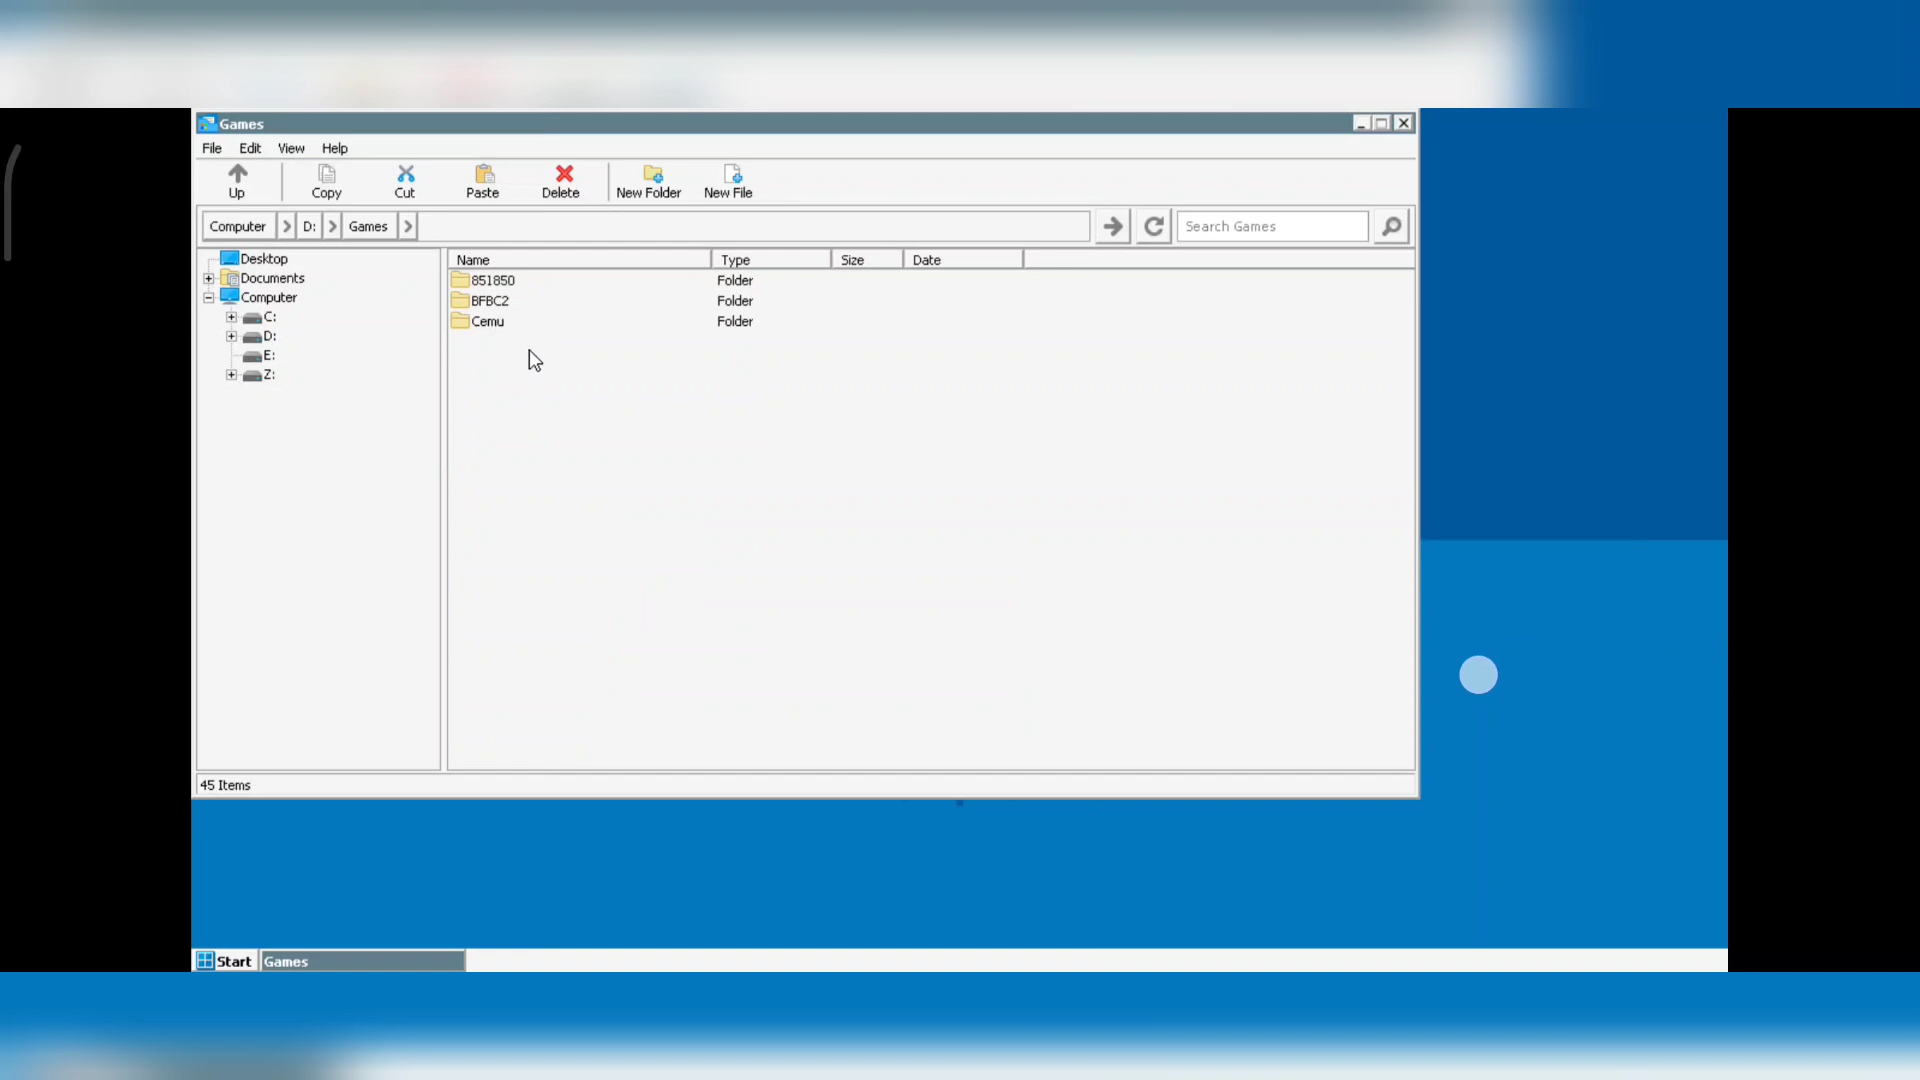 Games
File Edit View Help
Up Copy Cut Paste Delete New Folder New File
Computer D: Games Search Games
Desktop
Documents
Computer
C:
D:
E:
Z:
Name Type Size Date
851850 Folder
BFBC2 Folder
Cemu Folder
45 Items
Start Games